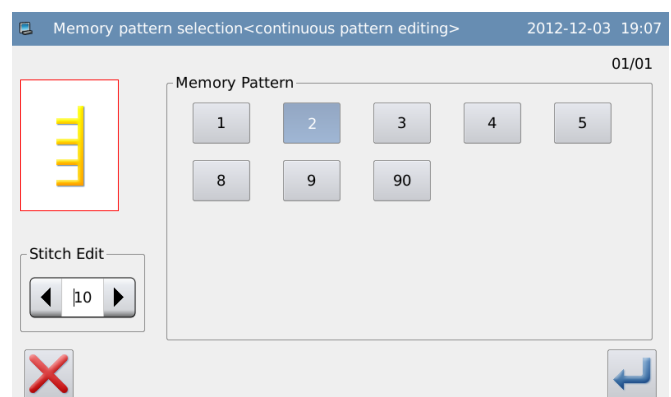 Memory pattern selection<continuous pattern editing> 2012-12-03 19:07
01/01
Memory Pattern
1 2 3 4 5
8 9 90
Stitch Edit
10